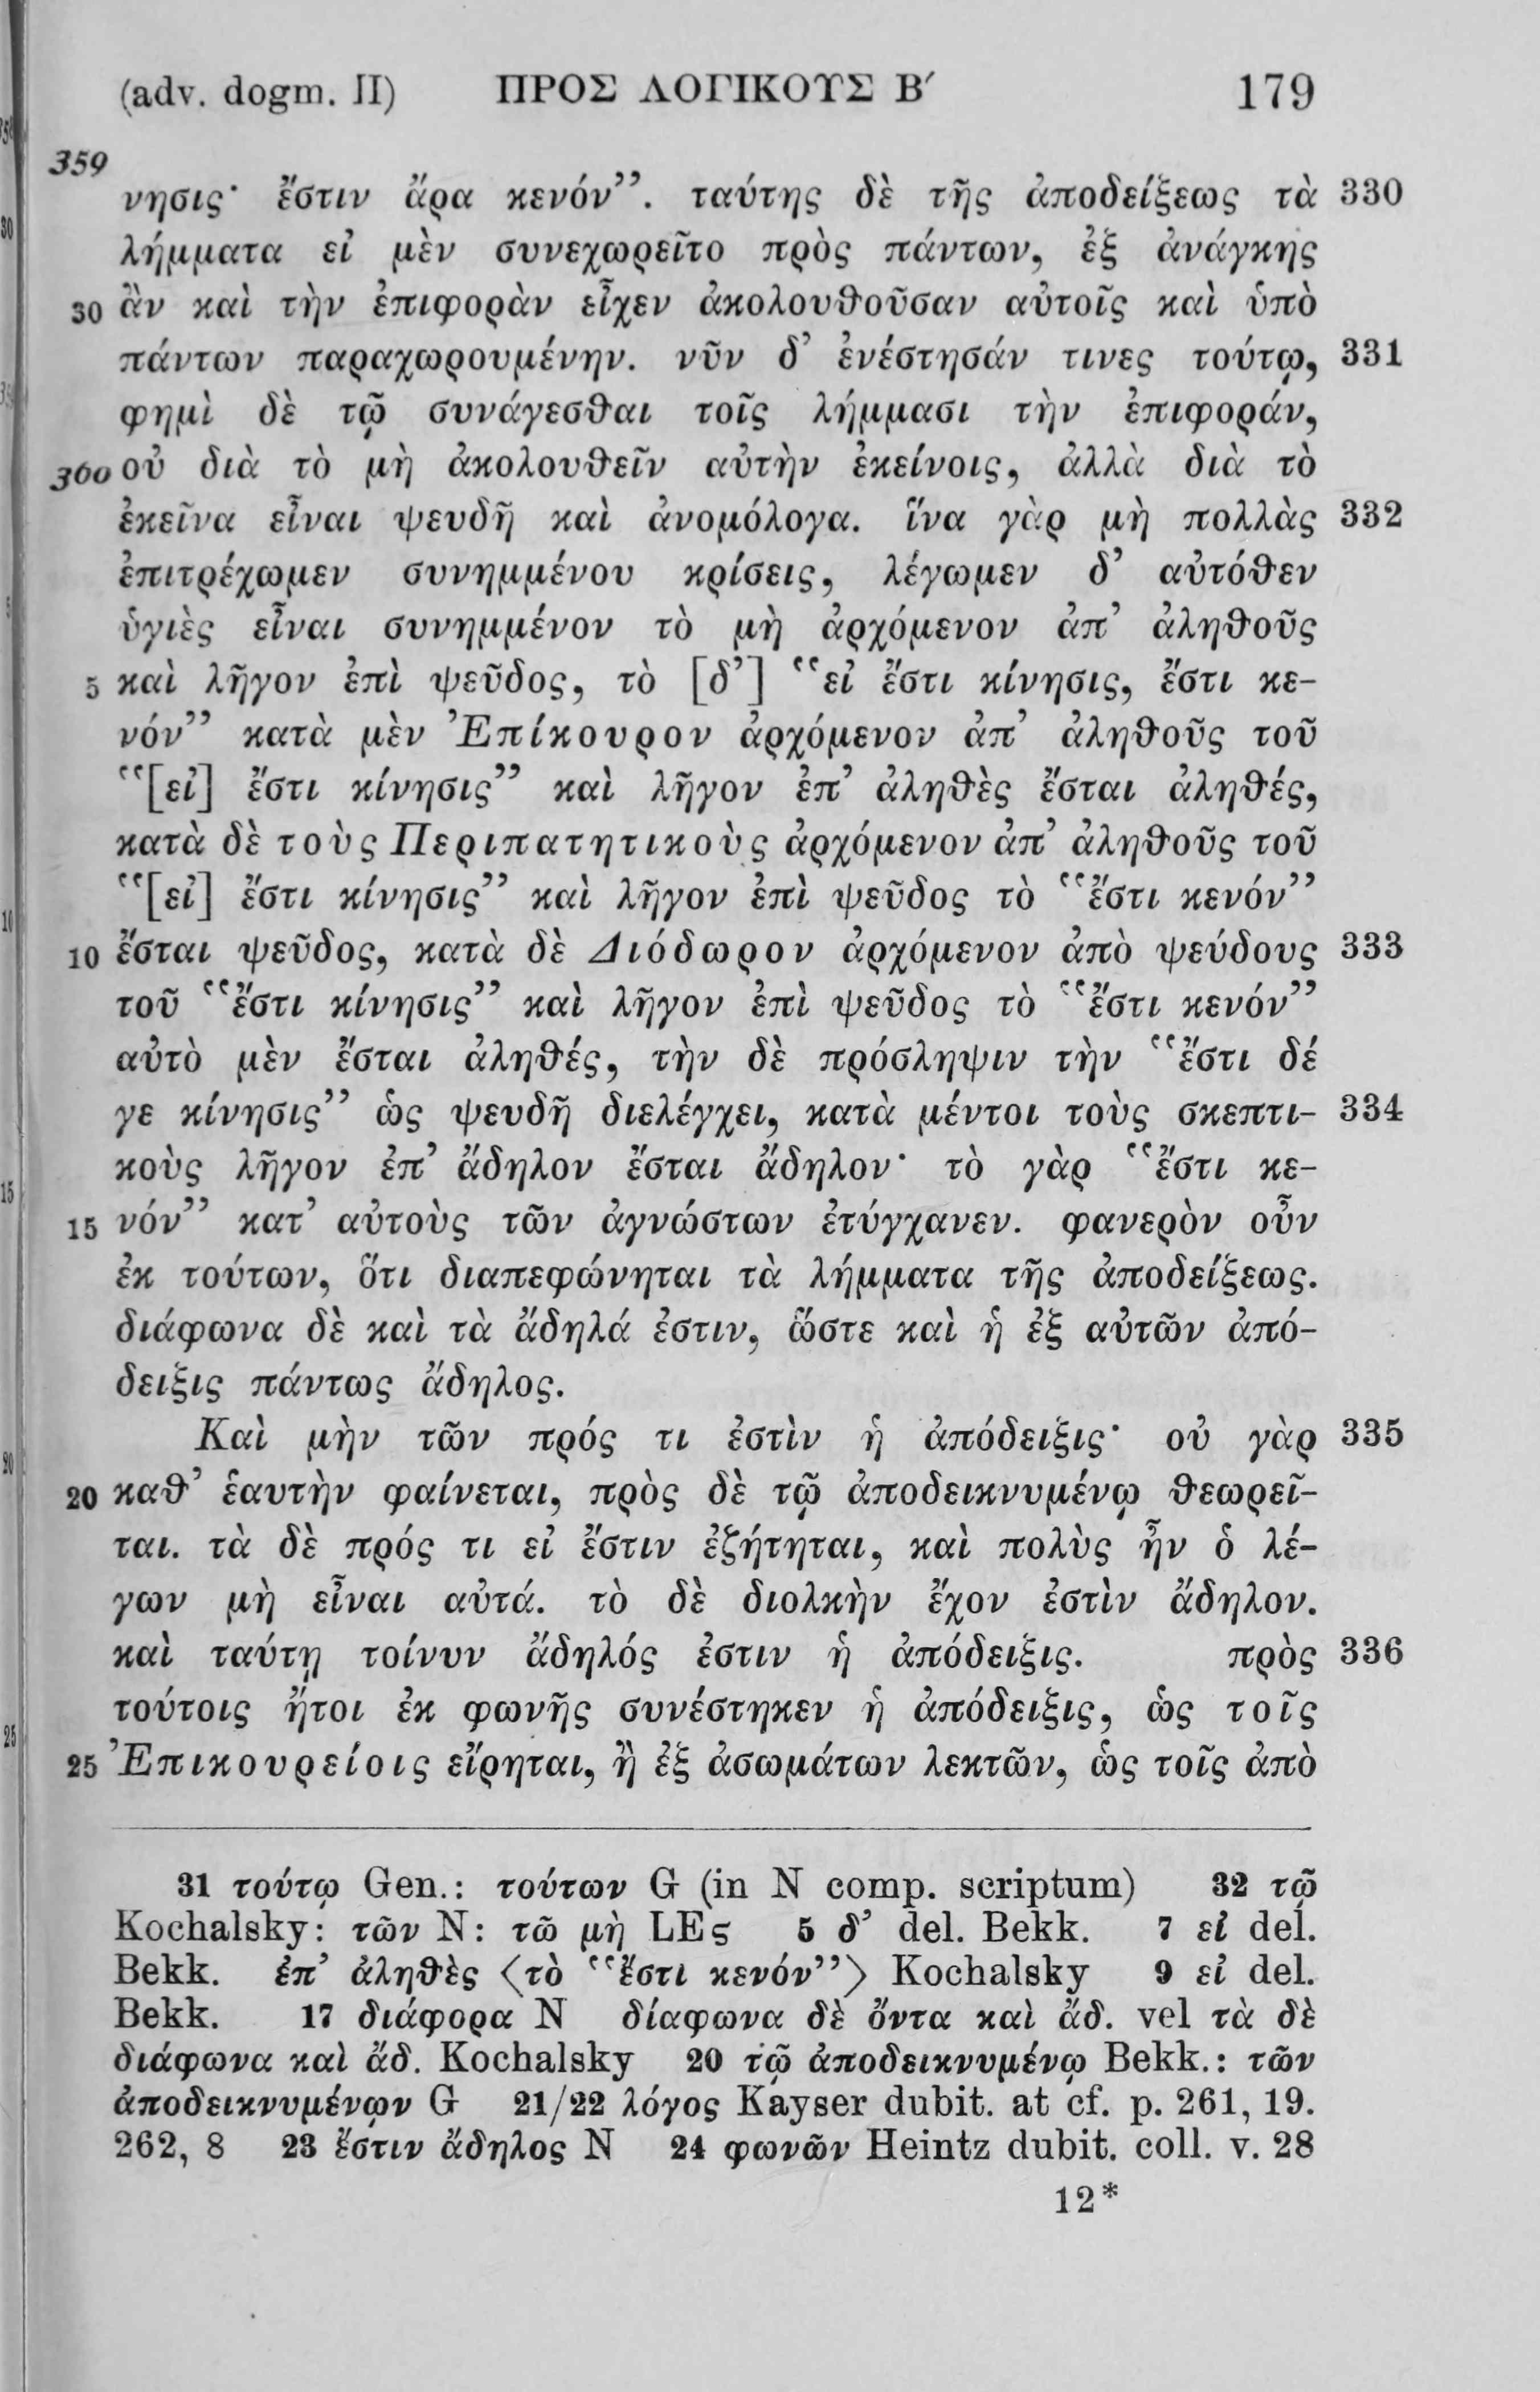 (adv. dogm. II) ΠΡΟΣ ΛΟΓΙΚΟΥΣ Β′ 179
359
νησις· ἔστιν ἄρα κενόν”. ταύτης δὲ τῆς ἀποδείξεως τὰ 330
λήμματα εἰ μὲν συνεχωρεῖτο πρὸς πάντων, ἐξ ἀνάγκης
30 ἂν καὶ τὴν ἐπιφορὰν εἶχεν ἀκολουθοῦσαν αὐτοῖς καὶ ὑπὸ
πάντων παραχωρουμένην. νῦν δ’ ἐνέστησάν τινες τούτῳ, 331
φημὶ δὲ τῷ συνάγεσθαι τοῖς λήμμασι τὴν ἐπιφοράν,
360 οὐ διὰ τὸ μὴ ἀκολουθεῖν αὐτὴν ἐκείνοις, ἀλλὰ διὰ τὸ
ἐκεῖνα εἶναι ψευδῆ καὶ ἀνομόλογα. ἵνα γὰρ μὴ πολλὰς 332
ἐπιτρέχωμεν συνημμένου κρίσεις, λέγωμεν δ’ αὐτόθεν
ὑγιὲς εἶναι συνημμένον τὸ μὴ ἀρχόμενον ἀπ’ ἀληθοῦς
5 καὶ λῆγον ἐπὶ ψεῦδος, τὸ [δ’] “εἰ ἔστι κίνησις, ἔστι κε-
νόν” κατὰ μὲν Ἐπίκουρον ἀρχόμενον ἀπ’ ἀληθοῦς τοῦ
“[εἰ] ἔστι κίνησις” καὶ λῆγον ἐπ’ ἀληθὲς ἔσται ἀληθές,
κατὰ δὲ τοὺς Περιπατητικοὺς ἀρχόμενον ἀπ’ ἀληθοῦς τοῦ
“[εἰ] ἔστι κίνησις” καὶ λῆγον ἐπὶ ψεῦδος τὸ “ἔστι κενόν”
10 ἔσται ψεῦδος, κατὰ δὲ Διόδωρον ἀρχόμενον ἀπὸ ψεύδους 333
τοῦ “ἔστι κίνησις” καὶ λῆγον ἐπὶ ψεῦδος τὸ “ἔστι κενόν”
αὐτὸ μὲν ἔσται ἀληθές, τὴν δὲ πρόσληψιν τὴν “ἔστι δέ
γε κίνησις” ὡς ψευδῆ διελέγχει, κατὰ μέντοι τοὺς σκεπτι- 334
κοὺς λῆγον ἐπ’ ἄδηλον ἔσται ἄδηλον· τὸ γὰρ “ἔστι κε-
15 νόν” κατ’ αὐτοὺς τῶν ἀγνώστων ἐτύγχανεν. φανερὸν οὖν
ἐκ τούτων, ὅτι διαπεφώνηται τὰ λήμματα τῆς ἀποδείξεως.
διάφωνα δὲ καὶ τὰ ἄδηλά ἐστιν, ὥστε καὶ ἡ ἐξ αὐτῶν ἀπό-
δειξις πάντως ἄδηλος.
Καὶ μὴν τῶν πρός τι ἐστὶν ἡ ἀπόδειξις· οὐ γὰρ 335
20 καθ’ ἑαυτὴν φαίνεται, πρὸς δὲ τῷ ἀποδεικνυμένῳ θεωρεῖ-
ται. τὰ δὲ πρός τι εἰ ἔστιν ἐζήτηται, καὶ πολὺς ἦν ὁ λέ-
γων μὴ εἶναι αὐτά. τὸ δὲ διολκὴν ἔχον ἐστὶν ἄδηλον.
καὶ ταύτῃ τοίνυν ἄδηλός ἐστιν ἡ ἀπόδειξις. πρὸς 336
τούτοις ἤτοι ἐκ φωνῆς συνέστηκεν ἡ ἀπόδειξις, ὡς τοῖς
25 Ἐπικουρείοις εἴρηται, ἢ ἐξ ἀσωμάτων λεκτῶν, ὡς τοῖς ἀπὸ
31 τούτῳ Gen.: τούτων G (in N comp. scriptum) 32 τῷ
Kochalsky: τῶν N: τῶ μὴ LEς 5 δ’ del. Bekk. 7 εἰ del.
Bekk. ἐπ’ ἀληθὲς ⟨τὸ “ἔστι κενόν”⟩ Kochalsky 9 εἰ del.
Bekk. 17 διάφορα N δίαφωνα δὲ ὄντα καὶ ἄδ. vel τὰ δὲ
διάφωνα καὶ ἄδ. Kochalsky 20 τῷ ἀποδεικνυμένῳ Bekk.: τῶν
ἀποδεικνυμένων G 21/22 λόγος Kayser dubit. at cf. p. 261, 19.
262, 8 23 ἔστιν ἄδηλος N 24 φωνῶν Heintz dubit. coll. v. 28
12*